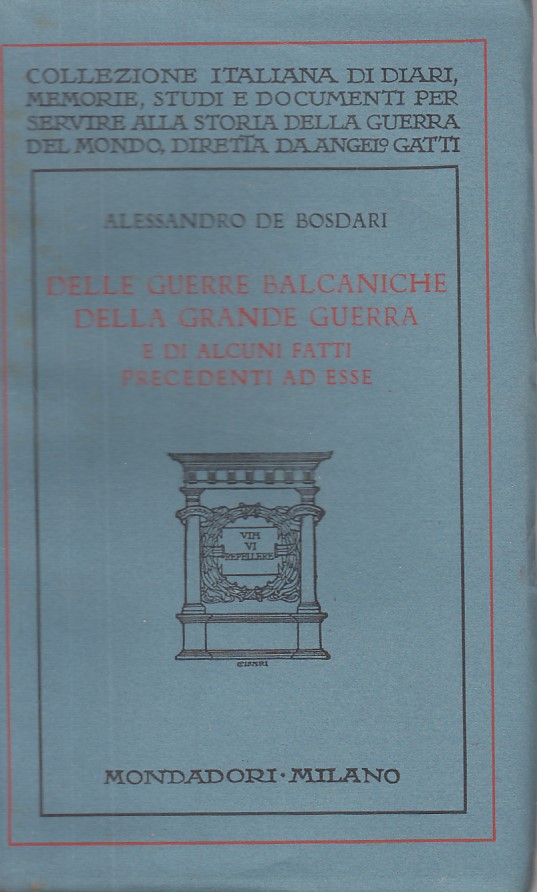 COLLEZIONE ITALIANA DI DIARI,
MEMORIE, STUDI E DOCUMENTI PER
SERVIRE ALLA STORIA DELLA GUERRA
DEL MONDO, DIRETTA DA ANGELO GATTI
ALESSANDRO DE BOSDARI
DELLE GUERRE BALCANICHE
DELLA GRANDE GUERRA
E DI ALCUNI FATTI
PRECEDENTI AD ESSE
VIM
VI
REPELLERE
CISARI
MONDADORI · MILANO